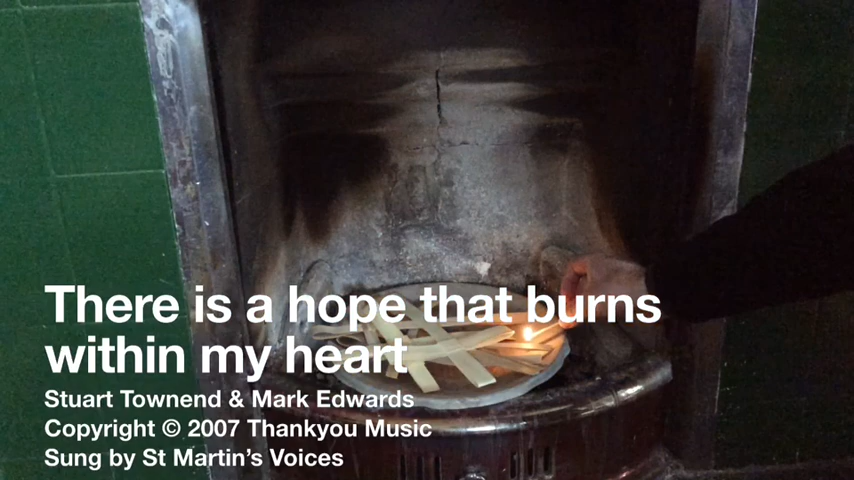 There is a hope that burns
within my heart
Stuart Townend & Mark Edwards
Copyright © 2007 Thankyou Music
Sung by St Martin’s Voices